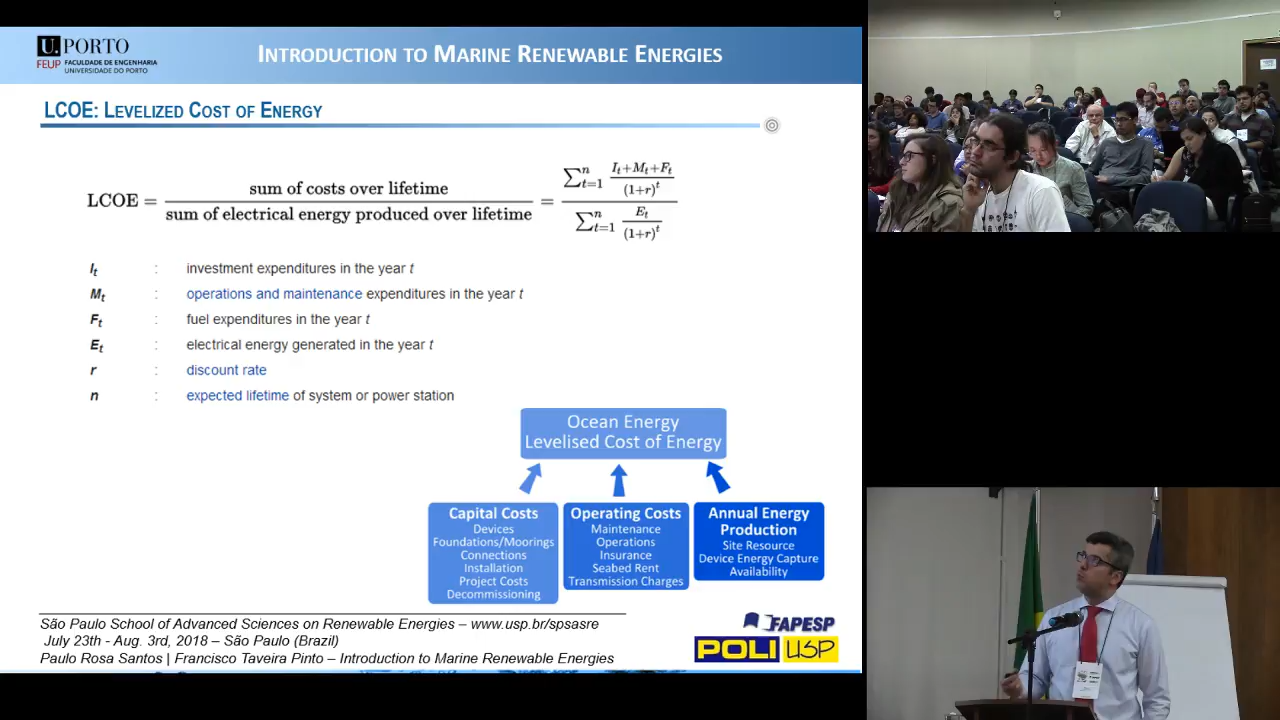 U.PORTO
FEUP FACULDADE DE ENGENHARIA
UNIVERSIDADE DO PORTO
INTRODUCTION TO MARINE RENEWABLE ENERGIES
LCOE: LEVELIZED COST OF ENERGY
LCOE = sum of costs over lifetime / sum of electrical energy produced over lifetime = ∑ⁿₜ₌₁ (Iₜ+Mₜ+Fₜ)/(1+r)ᵗ / ∑ⁿₜ₌₁ Eₜ/(1+r)ᵗ
Iₜ : investment expenditures in the year t
Mₜ : operations and maintenance expenditures in the year t
Fₜ : fuel expenditures in the year t
Eₜ : electrical energy generated in the year t
r : discount rate
n : expected lifetime of system or power station
Ocean Energy
Levelised Cost of Energy
Capital Costs
Devices
Foundations/Moorings
Connections
Installation
Project Costs
Decommissioning
Operating Costs
Maintenance
Operations
Insurance
Seabed Rent
Transmission Charges
Annual Energy
Production
Site Resource
Device Energy Capture
Availability
São Paulo School of Advanced Sciences on Renewable Energies – www.usp.br/spsasre
July 23th - Aug. 3rd, 2018 – São Paulo (Brazil)
Paulo Rosa Santos | Francisco Taveira Pinto – Introduction to Marine Renewable Energies
FAPESP
POLI USP